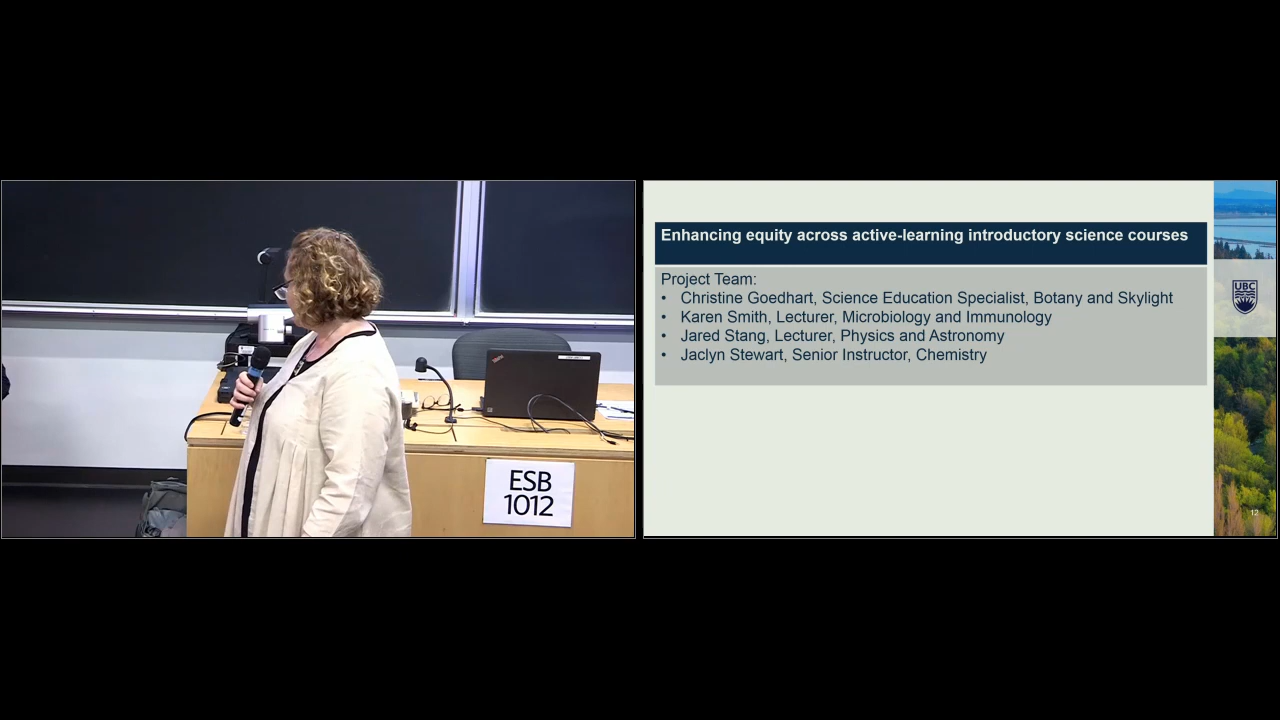 ESB
1012
Enhancing equity across active-learning introductory science courses
Project Team:
• Christine Goedhart, Science Education Specialist, Botany and Skylight
• Karen Smith, Lecturer, Microbiology and Immunology
• Jared Stang, Lecturer, Physics and Astronomy
• Jaclyn Stewart, Senior Instructor, Chemistry
UBC
12